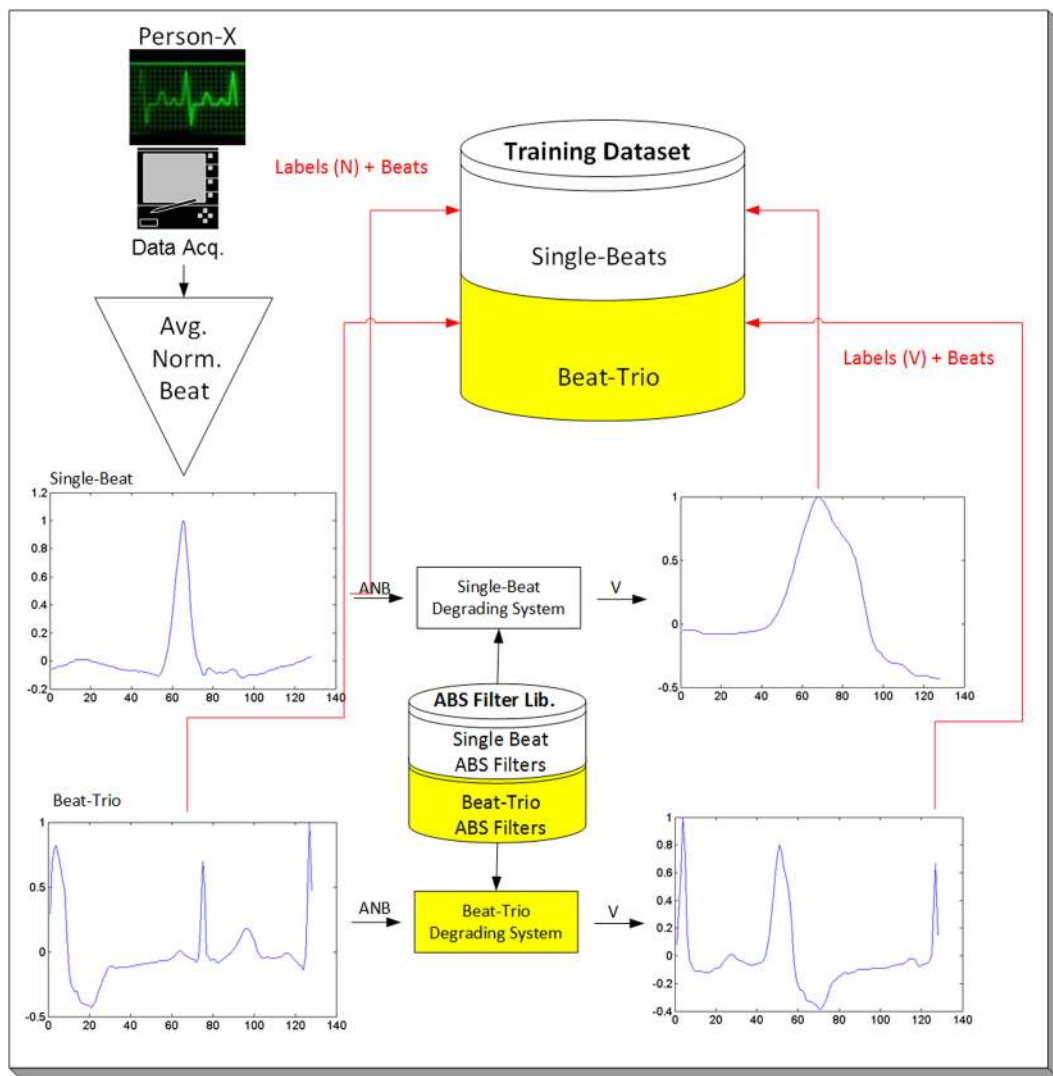 Person-X
Data Acq.
Avg.
Norm.
Beat
Labels (N) + Beats
Training Dataset
Single-Beats
Beat-Trio
Labels (V) + Beats
Single-Beat
1.2
1
0.8
0.6
0.4
0.2
0
-0.2
0 20 40 60 80 100 120 140
ANB
Single-Beat
Degrading System
V
1
0.5
0
-0.5
0 20 40 60 80 100 120 140
ABS Filter Lib.
Single Beat
ABS Filters
Beat-Trio
ABS Filters
Beat-Trio
1
0.5
0
-0.5
0 20 40 60 80 100 120 140
ANB
Beat-Trio
Degrading System
V
1
0.8
0.6
0.4
0.2
0
-0.2
-0.4
0 20 40 60 80 100 120 140